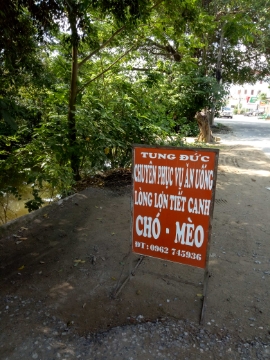 TUNG ĐỨC
CHUYÊN PHỤC VỤ ĂN UỐNG
LÒNG LỢN TIẾT CANH
CHÓ - MÈO
ĐT: 0962 745936